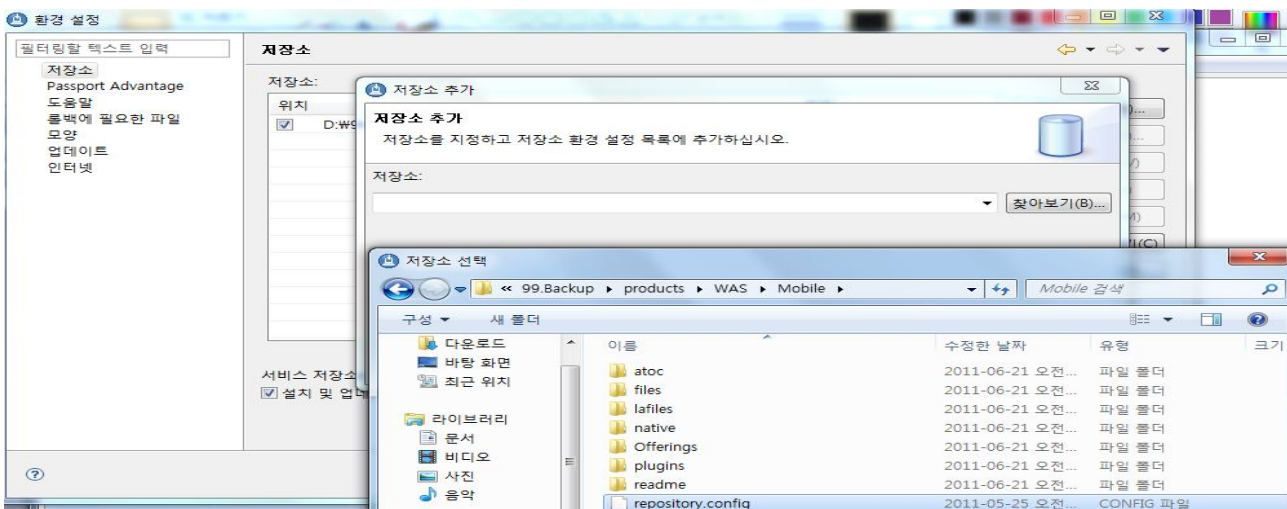 환경 설정
필터링할 텍스트 입력
저장소
Passport Advantage
도움말
롤백에 필요한 파일
모양
업데이트
인터넷
저장소
저장소:
위치
D:₩9
서비스 저장소
설치 및 업데
저장소 추가
저장소 추가
저장소를 지정하고 저장소 환경 설정 목록에 추가하십시오.
저장소:
찾아보기(B)...
저장소 선택
« 99.Backup ▸ products ▸ WAS ▸ Mobile ▸
Mobile 검색
구성 새 폴더
다운로드
바탕 화면
최근 위치
라이브러리
문서
비디오
사진
음악
이름 수정한 날짜 유형 크기
atoc 2011-06-21 오전... 파일 폴더
files 2011-06-21 오전... 파일 폴더
lafiles 2011-06-21 오전... 파일 폴더
native 2011-06-21 오전... 파일 폴더
Offerings 2011-06-21 오전... 파일 폴더
plugins 2011-06-21 오전... 파일 폴더
readme 2011-06-21 오전... 파일 폴더
repository.config 2011-05-25 오전... CONFIG 파일